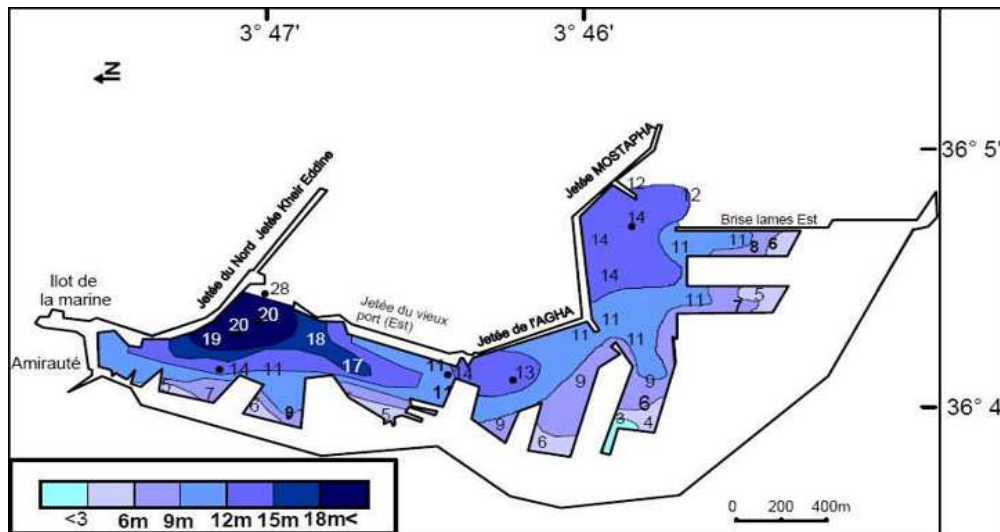 3° 47'
3° 46'
N
36° 5'
36° 4'
Jetée MOSTAPHA
Jetée du Nord
Jetée Kheir Eddine
Brise lames Est
Ilot de
la marine
Jetée du vieux
port (Est)
Jetée de l'AGHA
Amirauté
12
12
14
14
14
11
11
8
6
11
7
5
28
20
20
19
18
17
14
11
11
14
11
13
11
11
9
9
9
6
4
3
6
5
7
6
9
5
<3
6m
9m
12m
15m
18m<
0
200
400m